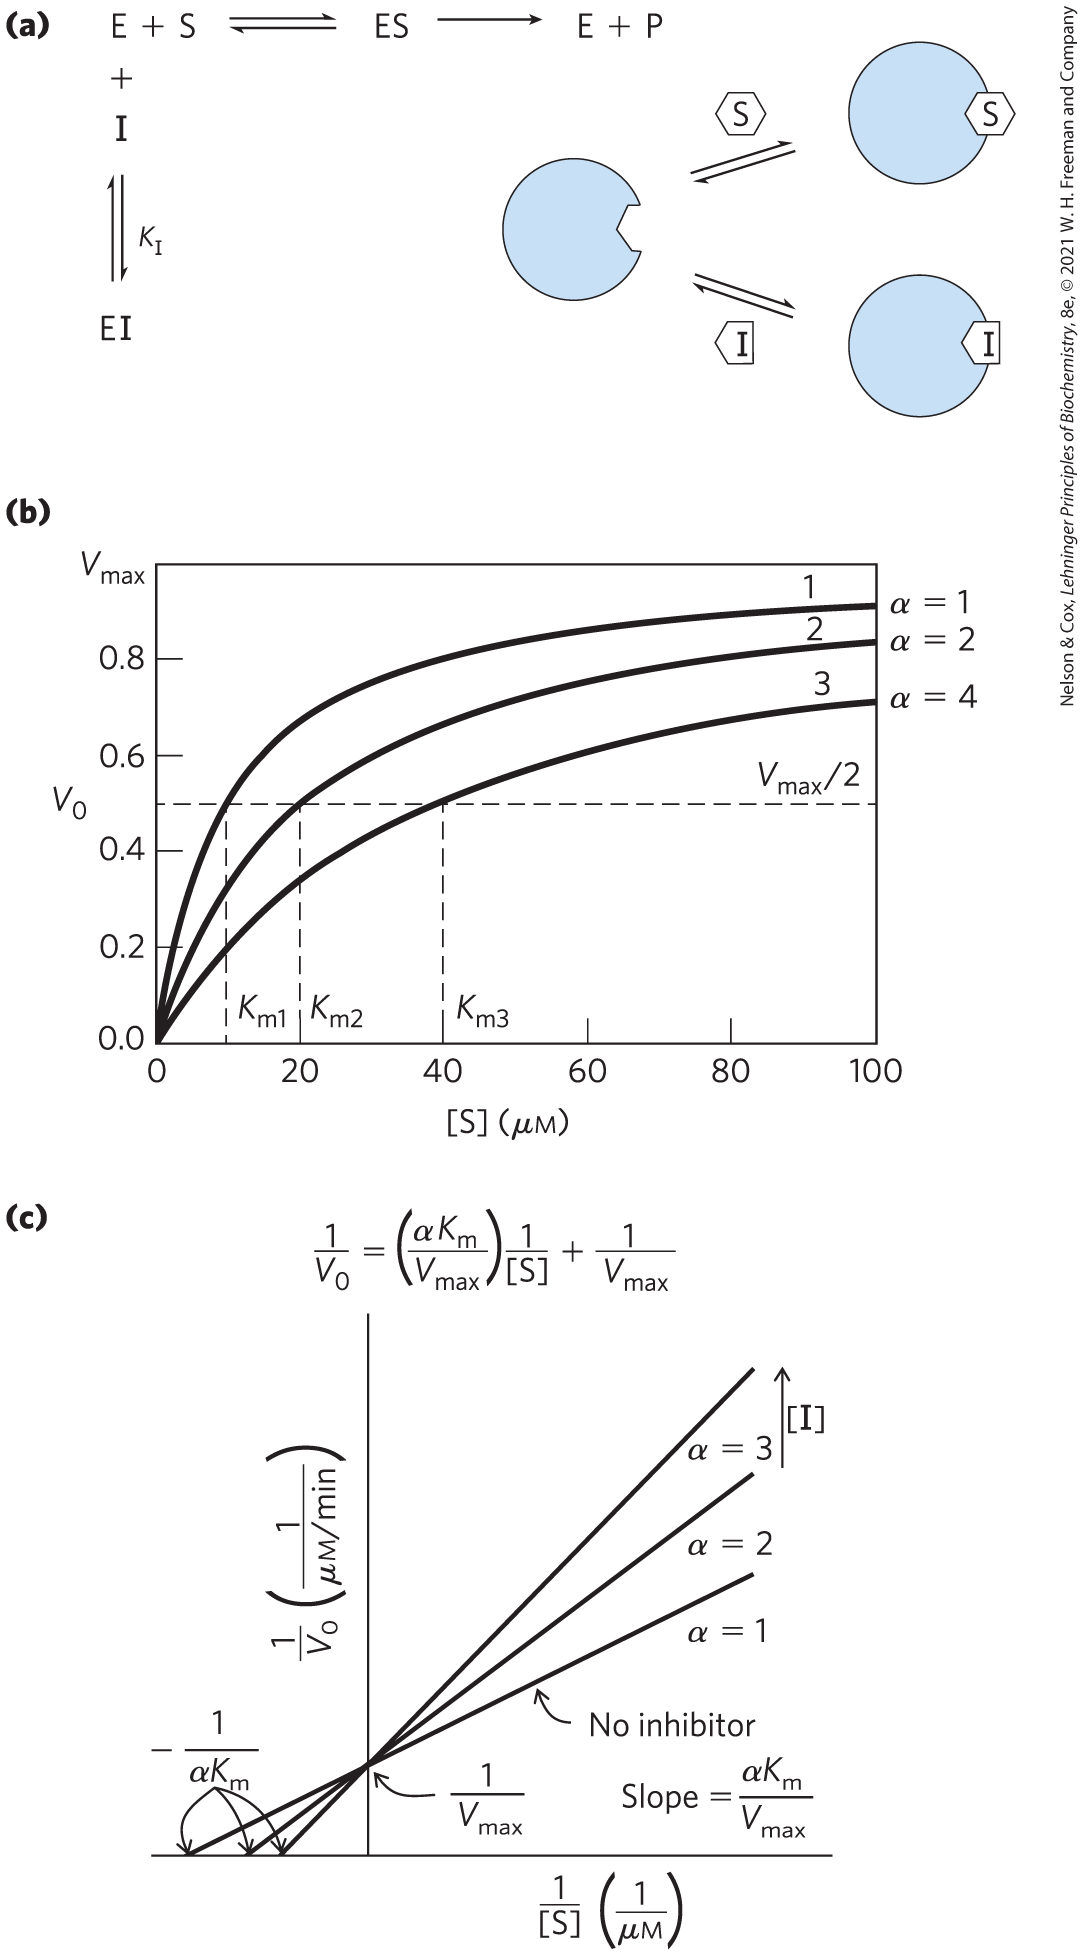 (a)
E + S ⇌ ES ⟶ E + P
+
I
K_I
EI
S
S
I
I
Nelson & Cox, Lehninger Principles of Biochemistry, 8e, © 2021 W. H. Freeman and Company
(b)
V_max
0.8
0.6
V_0
0.4
0.2
0.0
1
2
3
α = 1
α = 2
α = 4
V_max/2
K_m1
K_m2
K_m3
0 20 40 60 80 100
[S] (μM)
(c)
1/V_0 = (αK_m/V_max) 1/[S] + 1/V_max
1/V_0 (1/μM/min)
[I]
α = 3
α = 2
α = 1
No inhibitor
− 1/αK_m
1/V_max
Slope = αK_m/V_max
1/[S] (1/μM)